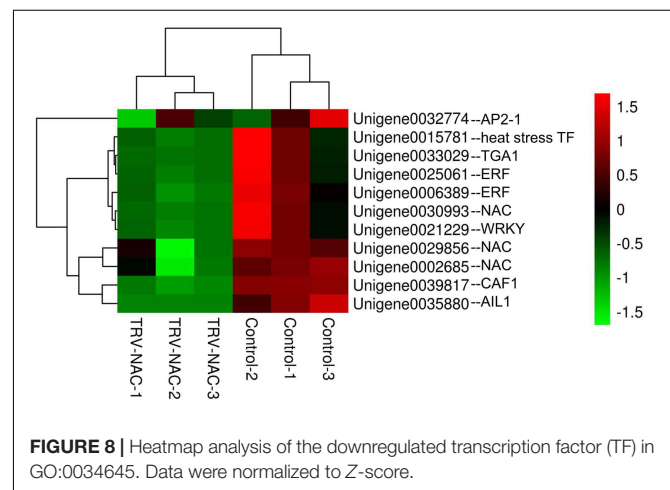 Unigene0032774--AP2-1
Unigene0015781--heat stress TF
Unigene0033029--TGA1
Unigene0025061--ERF
Unigene0006389--ERF
Unigene0030993--NAC
Unigene0021229--WRKY
Unigene0029856--NAC
Unigene0002685--NAC
Unigene0039817--CAF1
Unigene0035880--AIL1
1.5
1
0.5
0
-0.5
-1
-1.5
TRV-NAC-1
TRV-NAC-2
TRV-NAC-3
Control-2
Control-1
Control-3
FIGURE 8 | Heatmap analysis of the downregulated transcription factor (TF) in
GO:0034645. Data were normalized to Z-score.